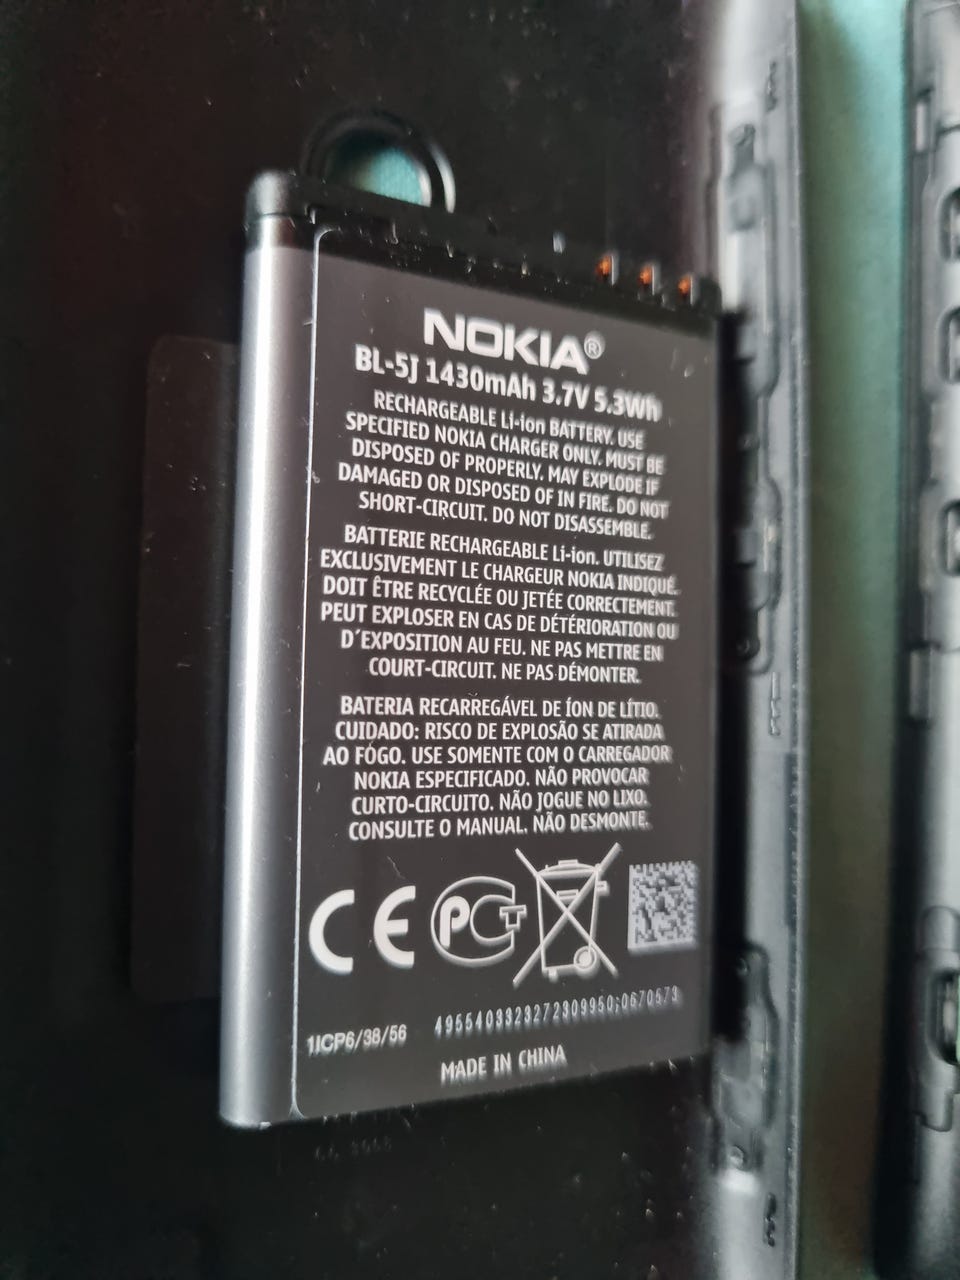 NOKIA®
BL-5J 1430mAh 3.7V 5.3Wh
RECHARGEABLE Li-ion BATTERY. USE
SPECIFIED NOKIA CHARGER ONLY. MUST BE
DISPOSED OF PROPERLY. MAY EXPLODE IF
DAMAGED OR DISPOSED OF IN FIRE. DO NOT
SHORT-CIRCUIT. DO NOT DISASSEMBLE.
BATTERIE RECHARGEABLE Li-ion. UTILISEZ
EXCLUSIVEMENT LE CHARGEUR NOKIA INDIQUÉ.
DOIT ÊTRE RECYCLÉE OU JETÉE CORRECTEMENT.
PEUT EXPLOSER EN CAS DE DÉTÉRIORATION OU
D´EXPOSITION AU FEU. NE PAS METTRE EN
COURT-CIRCUIT. NE PAS DÉMONTER.
BATERIA RECARREGÁVEL DE ÍON DE LÍTIO.
CUIDADO: RISCO DE EXPLOSÃO SE ATIRADA
AO FOGO. USE SOMENTE COM O CARREGADOR
NOKIA ESPECIFICADO. NÃO PROVOCAR
CURTO-CIRCUITO. NÃO JOGUE NO LIXO.
CONSULTE O MANUAL. NÃO DESMONTE.
CE PCT
1ICP6/38/56 4955403323272309950;0670573
MADE IN CHINA